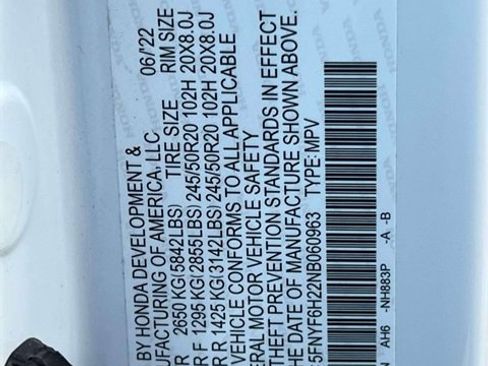 BY HONDA DEVELOPMENT &
FACTURING OF AMERICA, LLC 06/22
R 2650 KG(5842LBS) TIRE SIZE RIM SIZE
R F 1295 KG(2855LBS) 245/50R20 102H 20X8.0J
R R 1425 KG(3142LBS) 245/50R20 102H 20X8.0J
VEHICLE CONFORMS TO ALL APPLICABLE
ERAL MOTOR VEHICLE SAFETY
THEFT PREVENTION STANDARDS IN EFFECT
THE DATE OF MANUFACTURE SHOWN ABOVE.
5FNYF6H22NB060963 TYPE: MPV
AH6 -NH883P -A -B